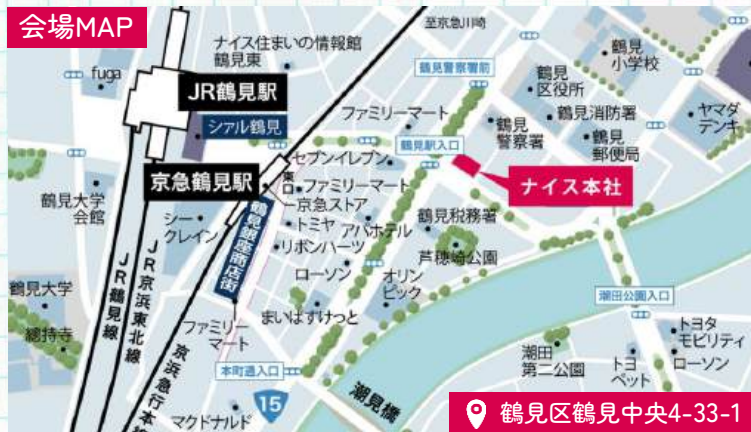 会場MAP
至京急川崎
ナイス住まいの情報館
鶴見東
fuga
JR鶴見駅
シアル鶴見
ファミリーマート
鶴見警察署前
鶴見
区役所
鶴見
小学校
鶴見消防署
ヤマダ
デンキ
鶴見
警察署
鶴見
郵便局
鶴見駅入口
セブンイレブン
京急鶴見駅
東口
ファミリーマート
ナイス本社
京急ストア
鶴見大学
会館
シー
クレイン
鶴見銀座商店街
トミヤ
アパホテル
鶴見税務署
リボンハーツ
芦穂崎公園
JR鶴見線
JR京浜東北線
ローソン
オリン
ピック
鶴見大学
まいばすけっと
潮田公園入口
總持寺
ファミリー
マート
トヨタ
モビリティ
潮田
第二公園
トヨ
ペット
ローソン
本町通入口
京浜急行本線
15
潮見橋
マクドナルド
鶴見区鶴見中央4-33-1